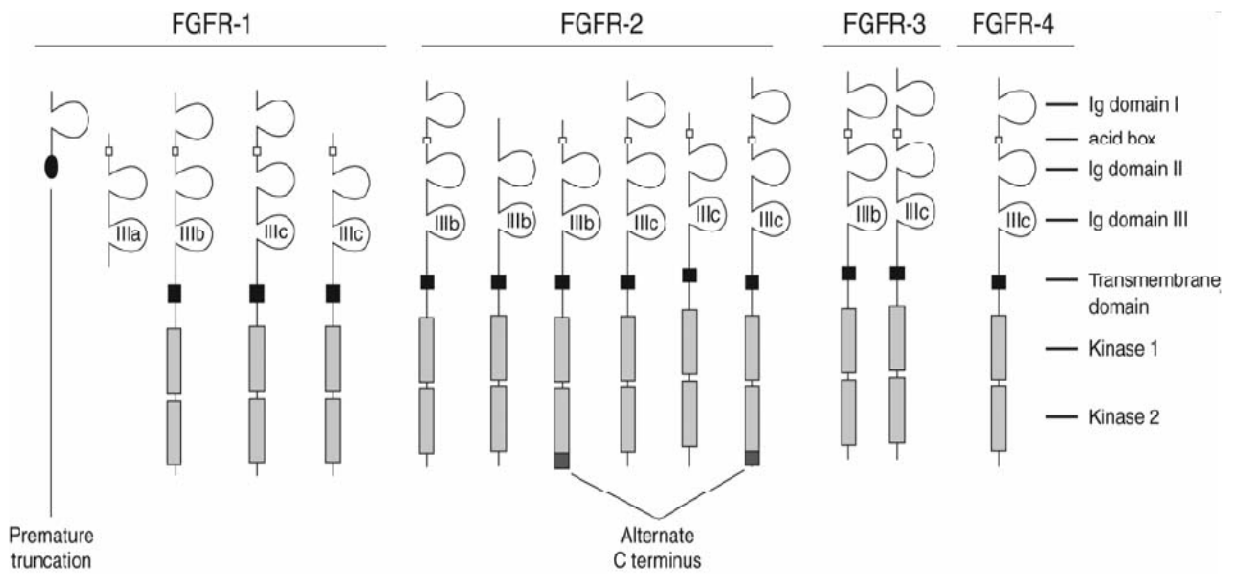 FGFR-1
FGFR-2
FGFR-3
FGFR-4
Ig domain I
acid box
Ig domain II
IIIa
IIIb
IIIc
IIIc
IIIb
IIIb
IIIb
IIIc
IIIc
IIIc
IIIb
IIIc
IIIc
Ig domain III
Transmembrane
domain
Kinase 1
Kinase 2
Premature
truncation
Alternate
C terminus